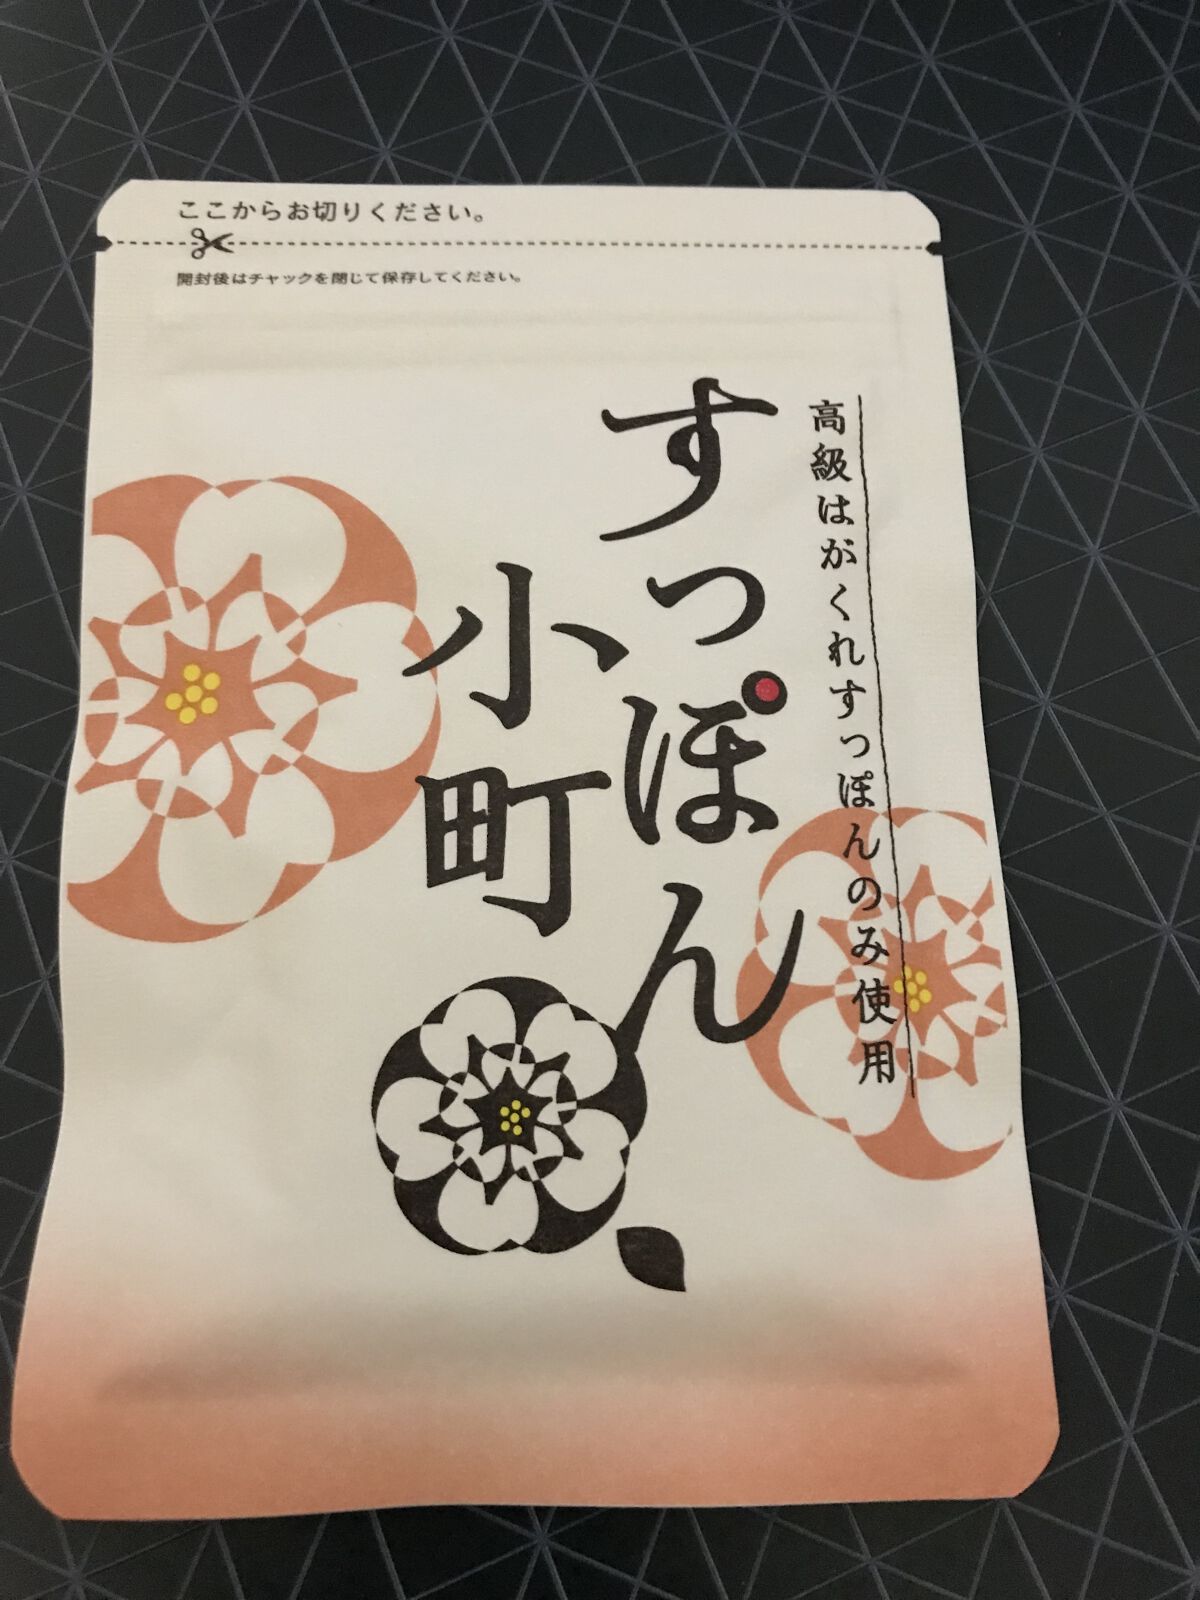 ここからお切りください。
開封後はチャックを閉じて保存してください。
高級はがくれすっぽんのみ使用
すっぽん
小町